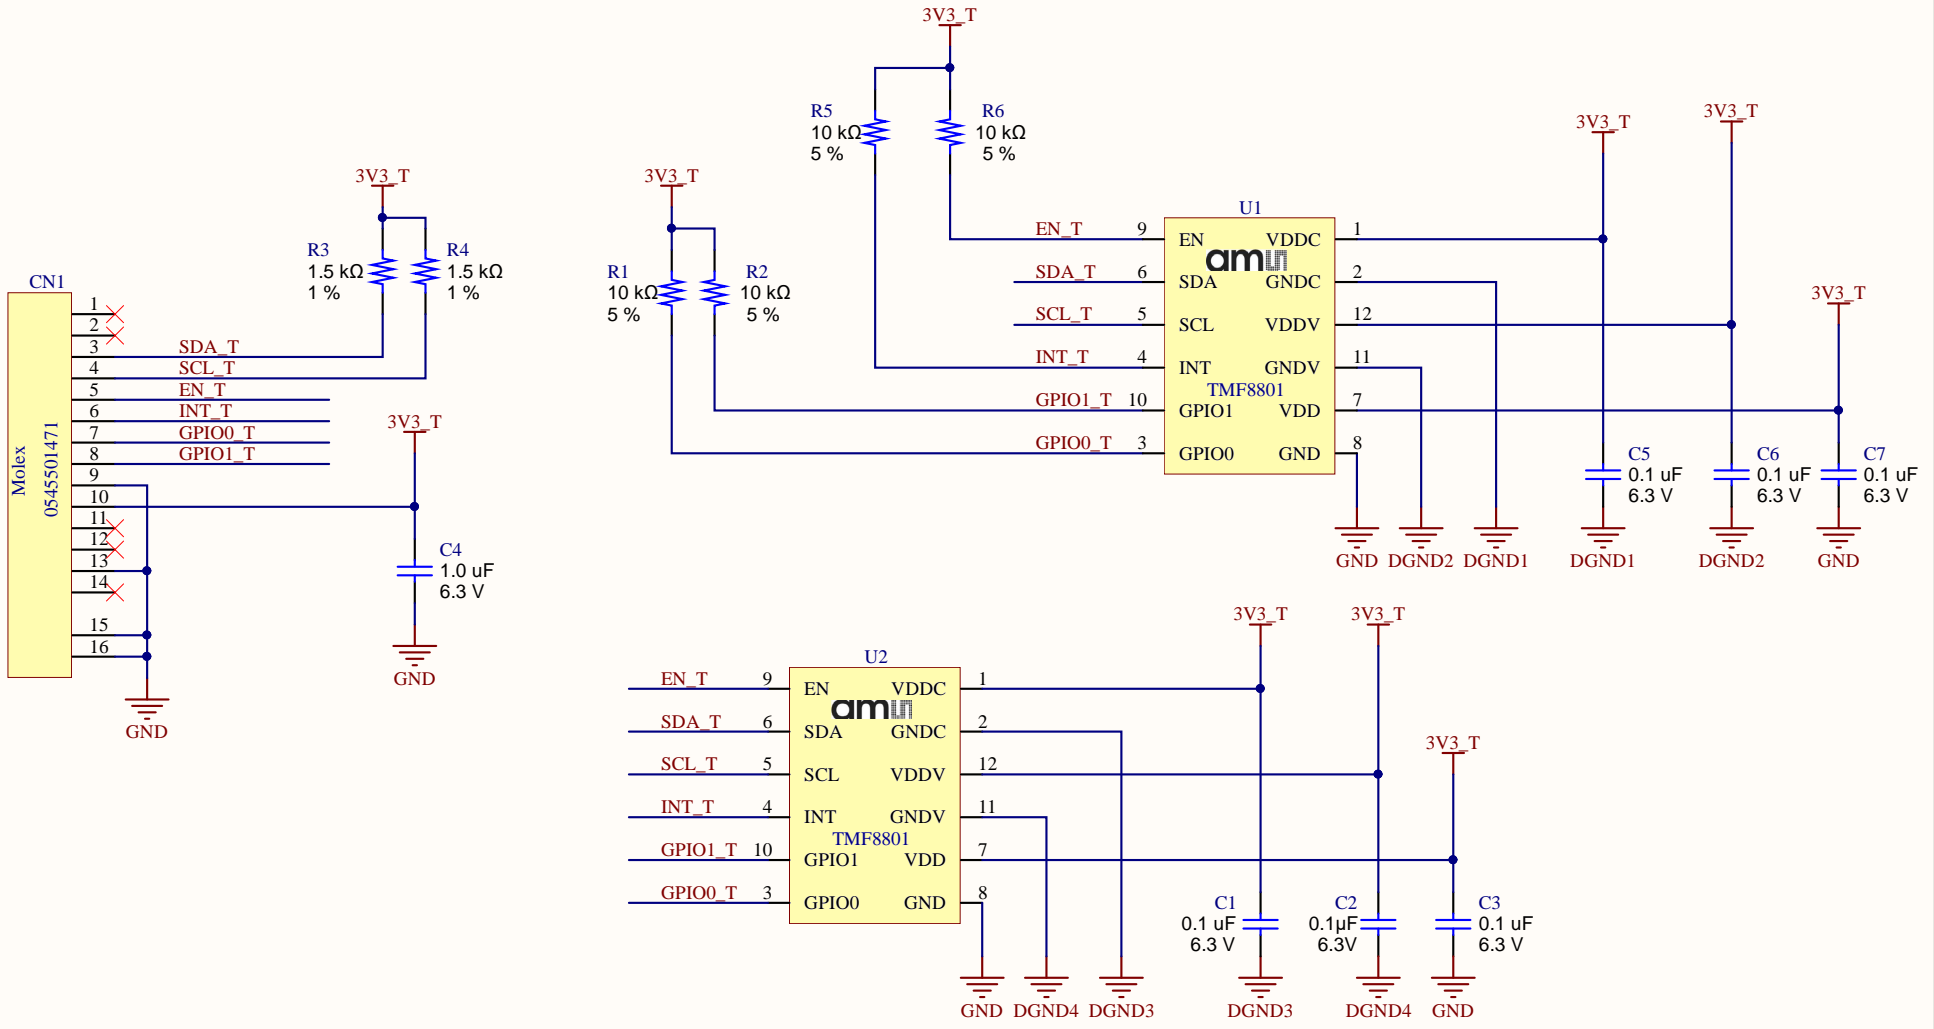 3V3_T
R5
10 kΩ
5 %
R6
10 kΩ
5 %
3V3_T
R3
1.5 kΩ
1 %
R4
1.5 kΩ
1 %
3V3_T
R1
10 kΩ
5 %
R2
10 kΩ
5 %
CN1
Molex
0545501471
1
2
3 SDA_T
4 SCL_T
5 EN_T
6 INT_T
7 GPIO0_T
8 GPIO1_T
9
10
11
12
13
14
15
16
GND
3V3_T
C4
1.0 uF
6.3 V
GND
U1
EN_T 9 EN VDDC 1
amu
SDA_T 6 SDA GNDC 2
SCL_T 5 SCL VDDV 12
INT_T 4 INT GNDV 11
TMF8801
GPIO1_T 10 GPIO1 VDD 7
GPIO0_T 3 GPIO0 GND 8
GND DGND2 DGND1
3V3_T
C5
0.1 uF
6.3 V
DGND1
3V3_T
C6
0.1 uF
6.3 V
DGND2
3V3_T
C7
0.1 uF
6.3 V
GND
U2
EN_T 9 EN VDDC 1
amu
SDA_T 6 SDA GNDC 2
SCL_T 5 SCL VDDV 12
INT_T 4 INT GNDV 11
TMF8801
GPIO1_T 10 GPIO1 VDD 7
GPIO0_T 3 GPIO0 GND 8
GND DGND4 DGND3
3V3_T
C1
0.1 uF
6.3 V
DGND3
3V3_T
C2
0.1µF
6.3V
DGND4
3V3_T
C3
0.1 uF
6.3 V
GND